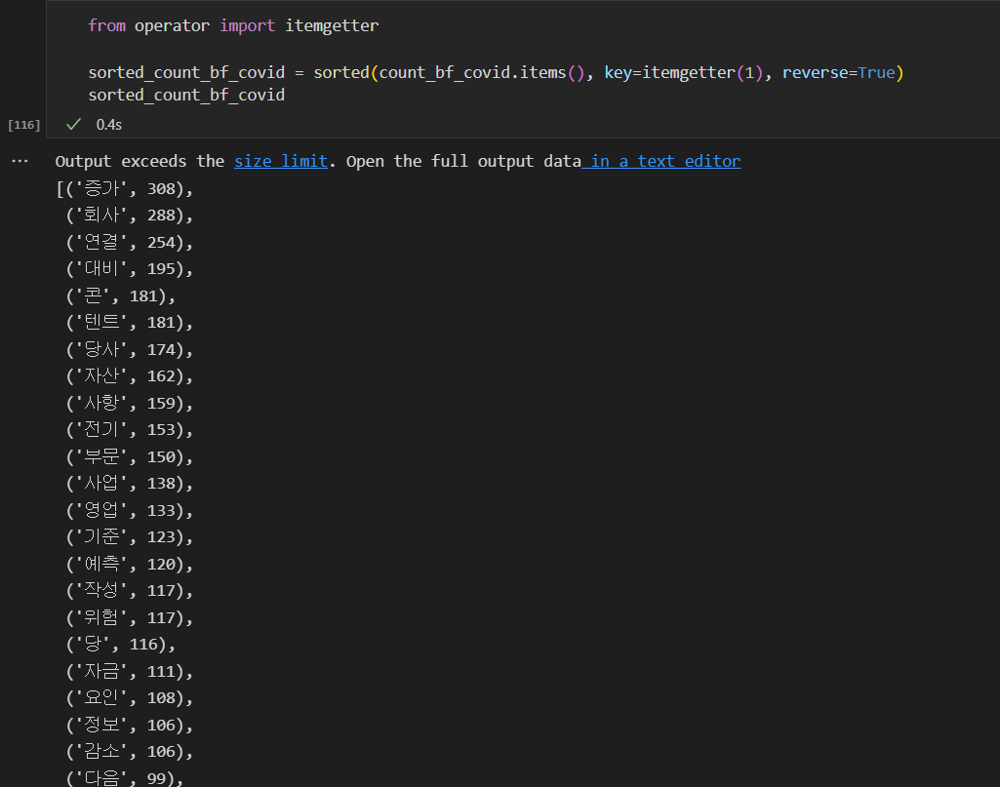 from operator import itemgetter
sorted_count_bf_covid = sorted(count_bf_covid.items(), key=itemgetter(1), reverse=True)
sorted_count_bf_covid
[116] ✓ 0.4s
... Output exceeds the size limit. Open the full output data in a text editor
[('증가', 308),
('회사', 288),
('연결', 254),
('대비', 195),
('콘', 181),
('텐트', 181),
('당사', 174),
('자산', 162),
('사항', 159),
('전기', 153),
('부문', 150),
('사업', 138),
('영업', 133),
('기준', 123),
('예측', 120),
('작성', 117),
('위험', 117),
('당', 116),
('자금', 111),
('요인', 108),
('정보', 106),
('감소', 106),
('다음', 99),